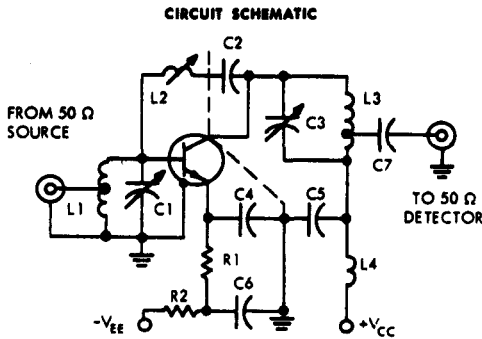 CIRCUIT SCHEMATIC
C2
L2
L3
FROM 50 Ω
SOURCE
C3
C7
L1
C1
C4
C5
TO 50 Ω
DETECTOR
R1
L4
R2
C6
-VEE
+VCC